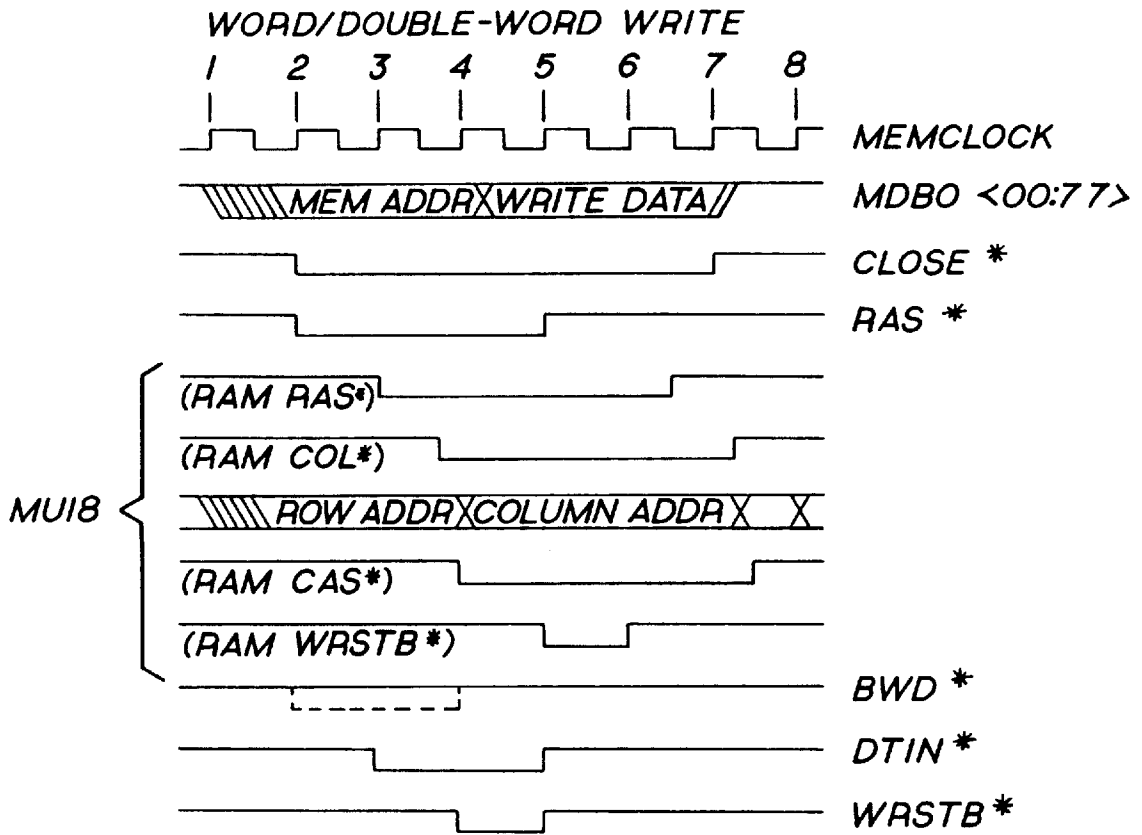 WORD/DOUBLE-WORD WRITE
1 2 3 4 5 6 7 8
MEMCLOCK
MEM ADDR WRITE DATA MDBO <00:77>
CLOSE *
RAS *
(RAM RAS*)
(RAM COL*)
MUI8 ROW ADDR COLUMN ADDR
(RAM CAS*)
(RAM WRSTB*)
BWD *
DTIN *
WRSTB *